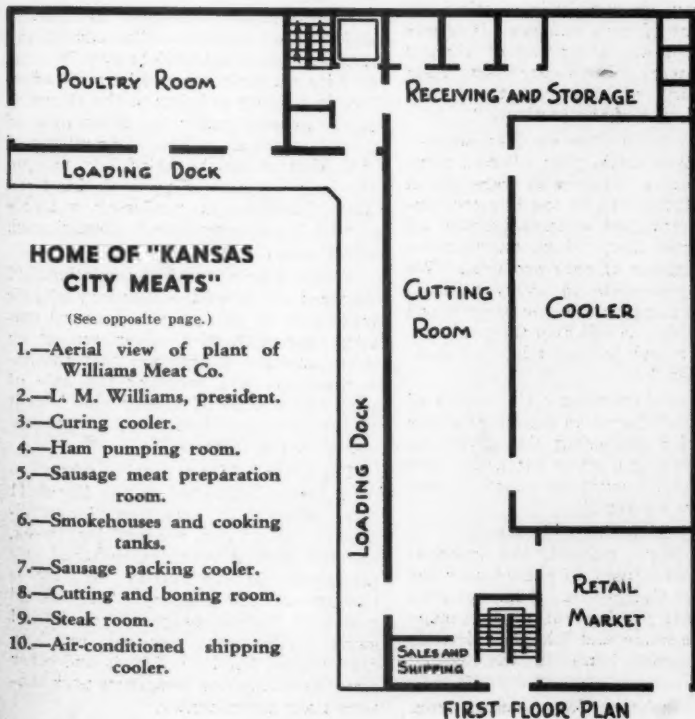 POULTRY ROOM
RECEIVING AND STORAGE
LOADING DOCK
HOME OF "KANSAS
CITY MEATS"
(See opposite page.)
1.—Aerial view of plant of
Williams Meat Co.
2.—L. M. Williams, president.
3.—Curing cooler.
4.—Ham pumping room.
5.—Sausage meat preparation
room.
6.—Smokehouses and cooking
tanks.
7.—Sausage packing cooler.
8.—Cutting and boning room.
9.—Steak room.
10.—Air-conditioned shipping
cooler.
LOADING DOCK
CUTTING
ROOM
COOLER
RETAIL
MARKET
SALES AND
SHIPPING
FIRST FLOOR PLAN